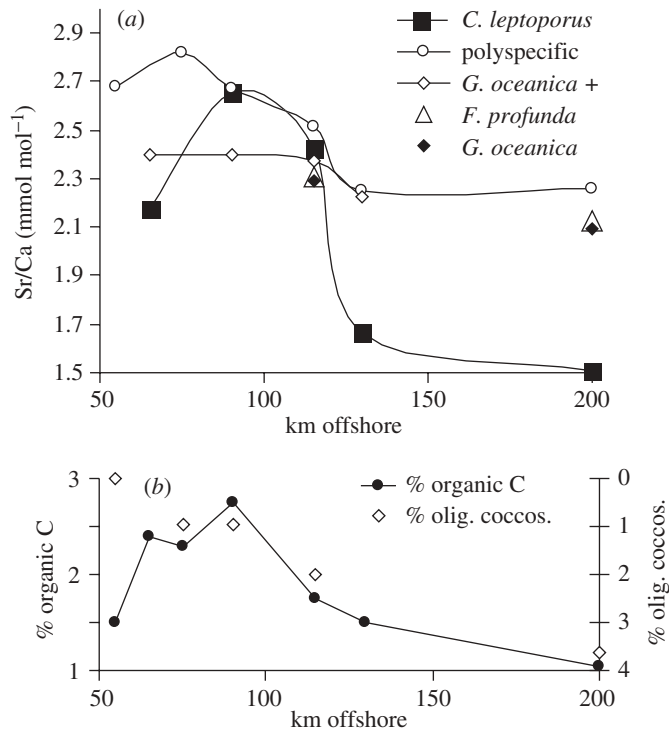 (a)
C. leptoporus
polyspecific
G. oceanica +
F. profunda
G. oceanica
Sr/Ca (mmol mol⁻¹)
2.9
2.7
2.5
2.3
2.1
1.9
1.7
1.5
50
100
150
200
km offshore
(b)
% organic C
% olig. coccos.
% organic C
3
2
1
0
1
2
3
4
% olig. coccos.
50
100
150
200
km offshore